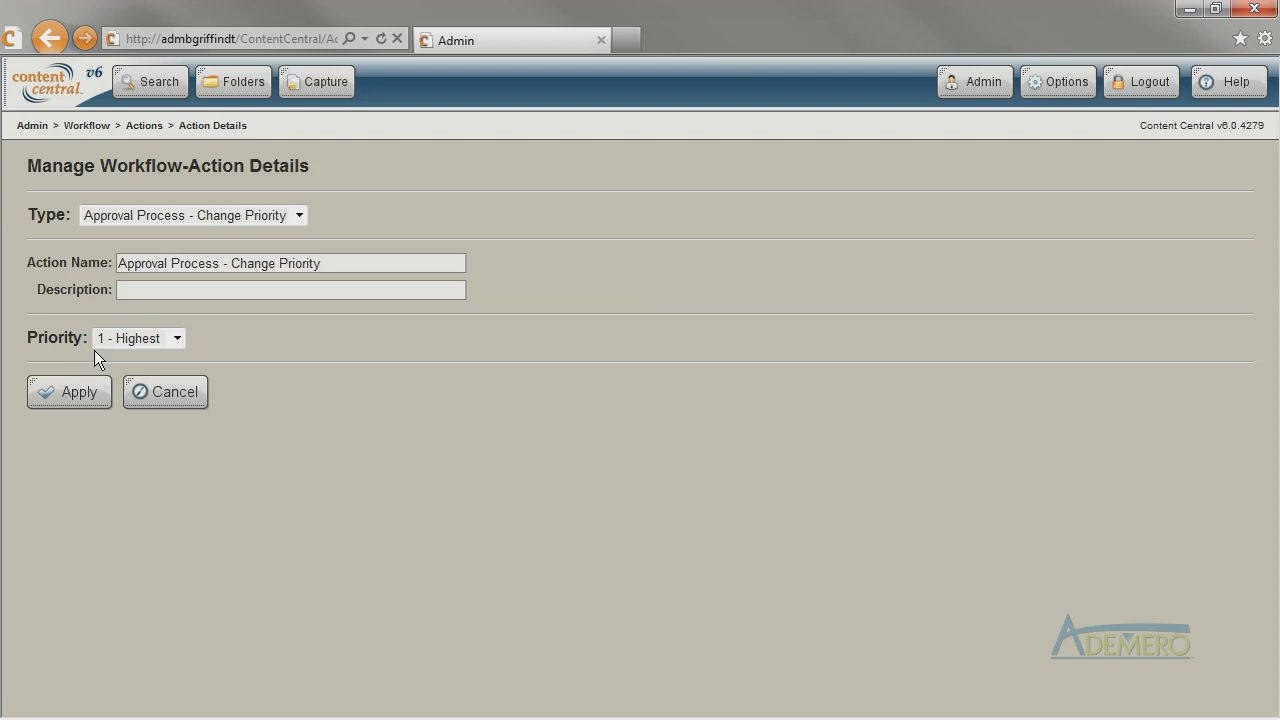 http://admbgriffindt/ContentCentral/Ac
Admin
content central. v6
Search
Folders
Capture
Admin
Options
Logout
Help
Admin > Workflow > Actions > Action Details
Content Central v6.0.4279
Manage Workflow-Action Details
Type: Approval Process - Change Priority
Action Name: Approval Process - Change Priority
Description:
Priority: 1 - Highest
Apply
Cancel
ADEMERO